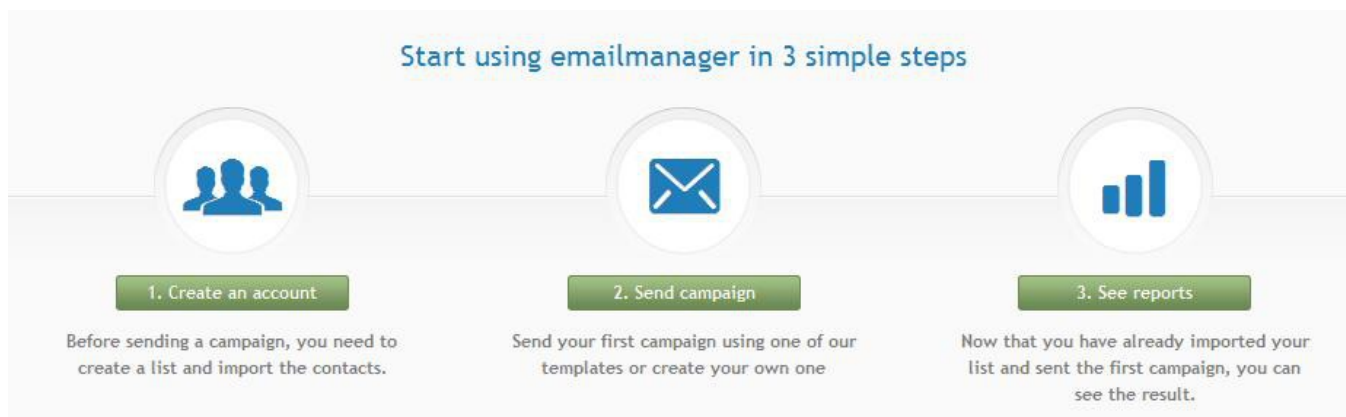 Start using emailmanager in 3 simple steps
1. Create an account
Before sending a campaign, you need to
create a list and import the contacts.
2. Send campaign
Send your first campaign using one of our
templates or create your own one
3. See reports
Now that you have already imported your
list and sent the first campaign, you can
see the result.